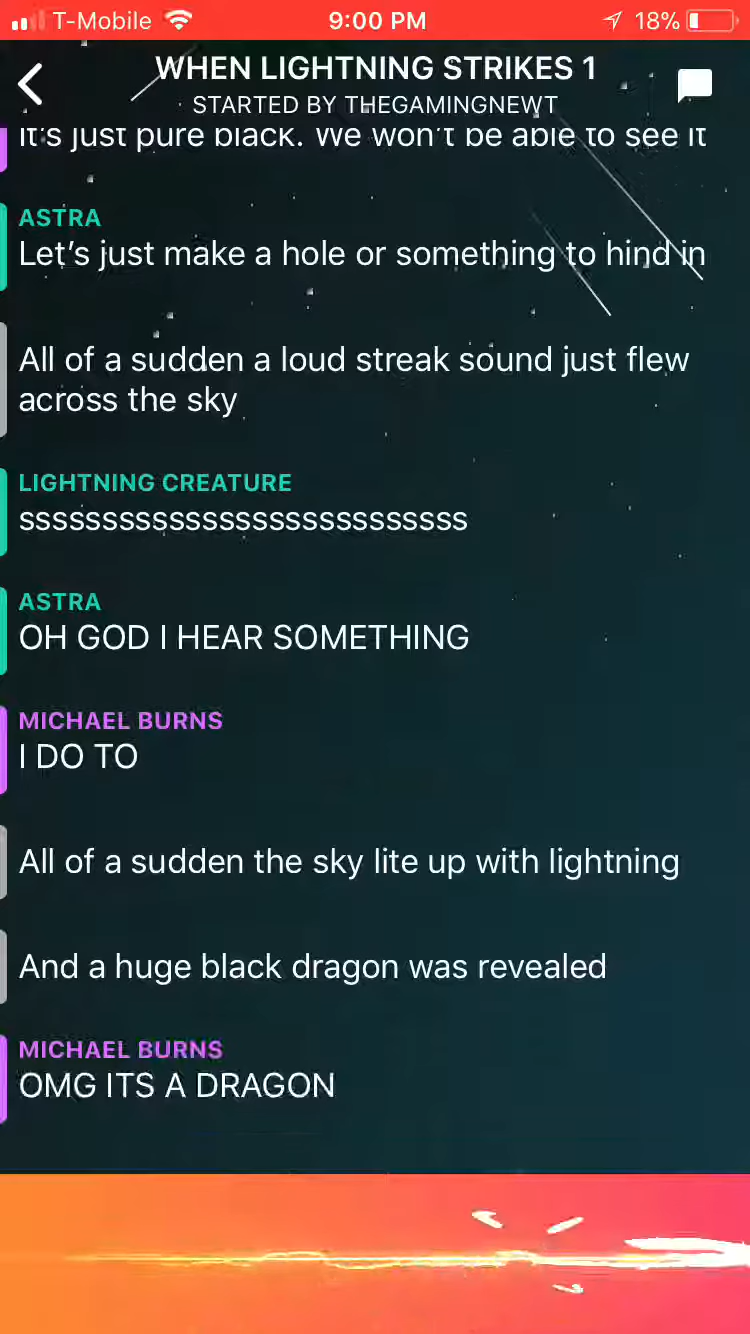 T-Mobile 9:00 PM 18%
WHEN LIGHTNING STRIKES 1
STARTED BY THEGAMINGNEWT
It's just pure black. We won't be able to see it
ASTRA
Let's just make a hole or something to hind in
All of a sudden a loud streak sound just flew
across the sky
LIGHTNING CREATURE
sssssssssssssssssssssssssss
ASTRA
OH GOD I HEAR SOMETHING
MICHAEL BURNS
I DO TO
All of a sudden the sky lite up with lightning
And a huge black dragon was revealed
MICHAEL BURNS
OMG ITS A DRAGON